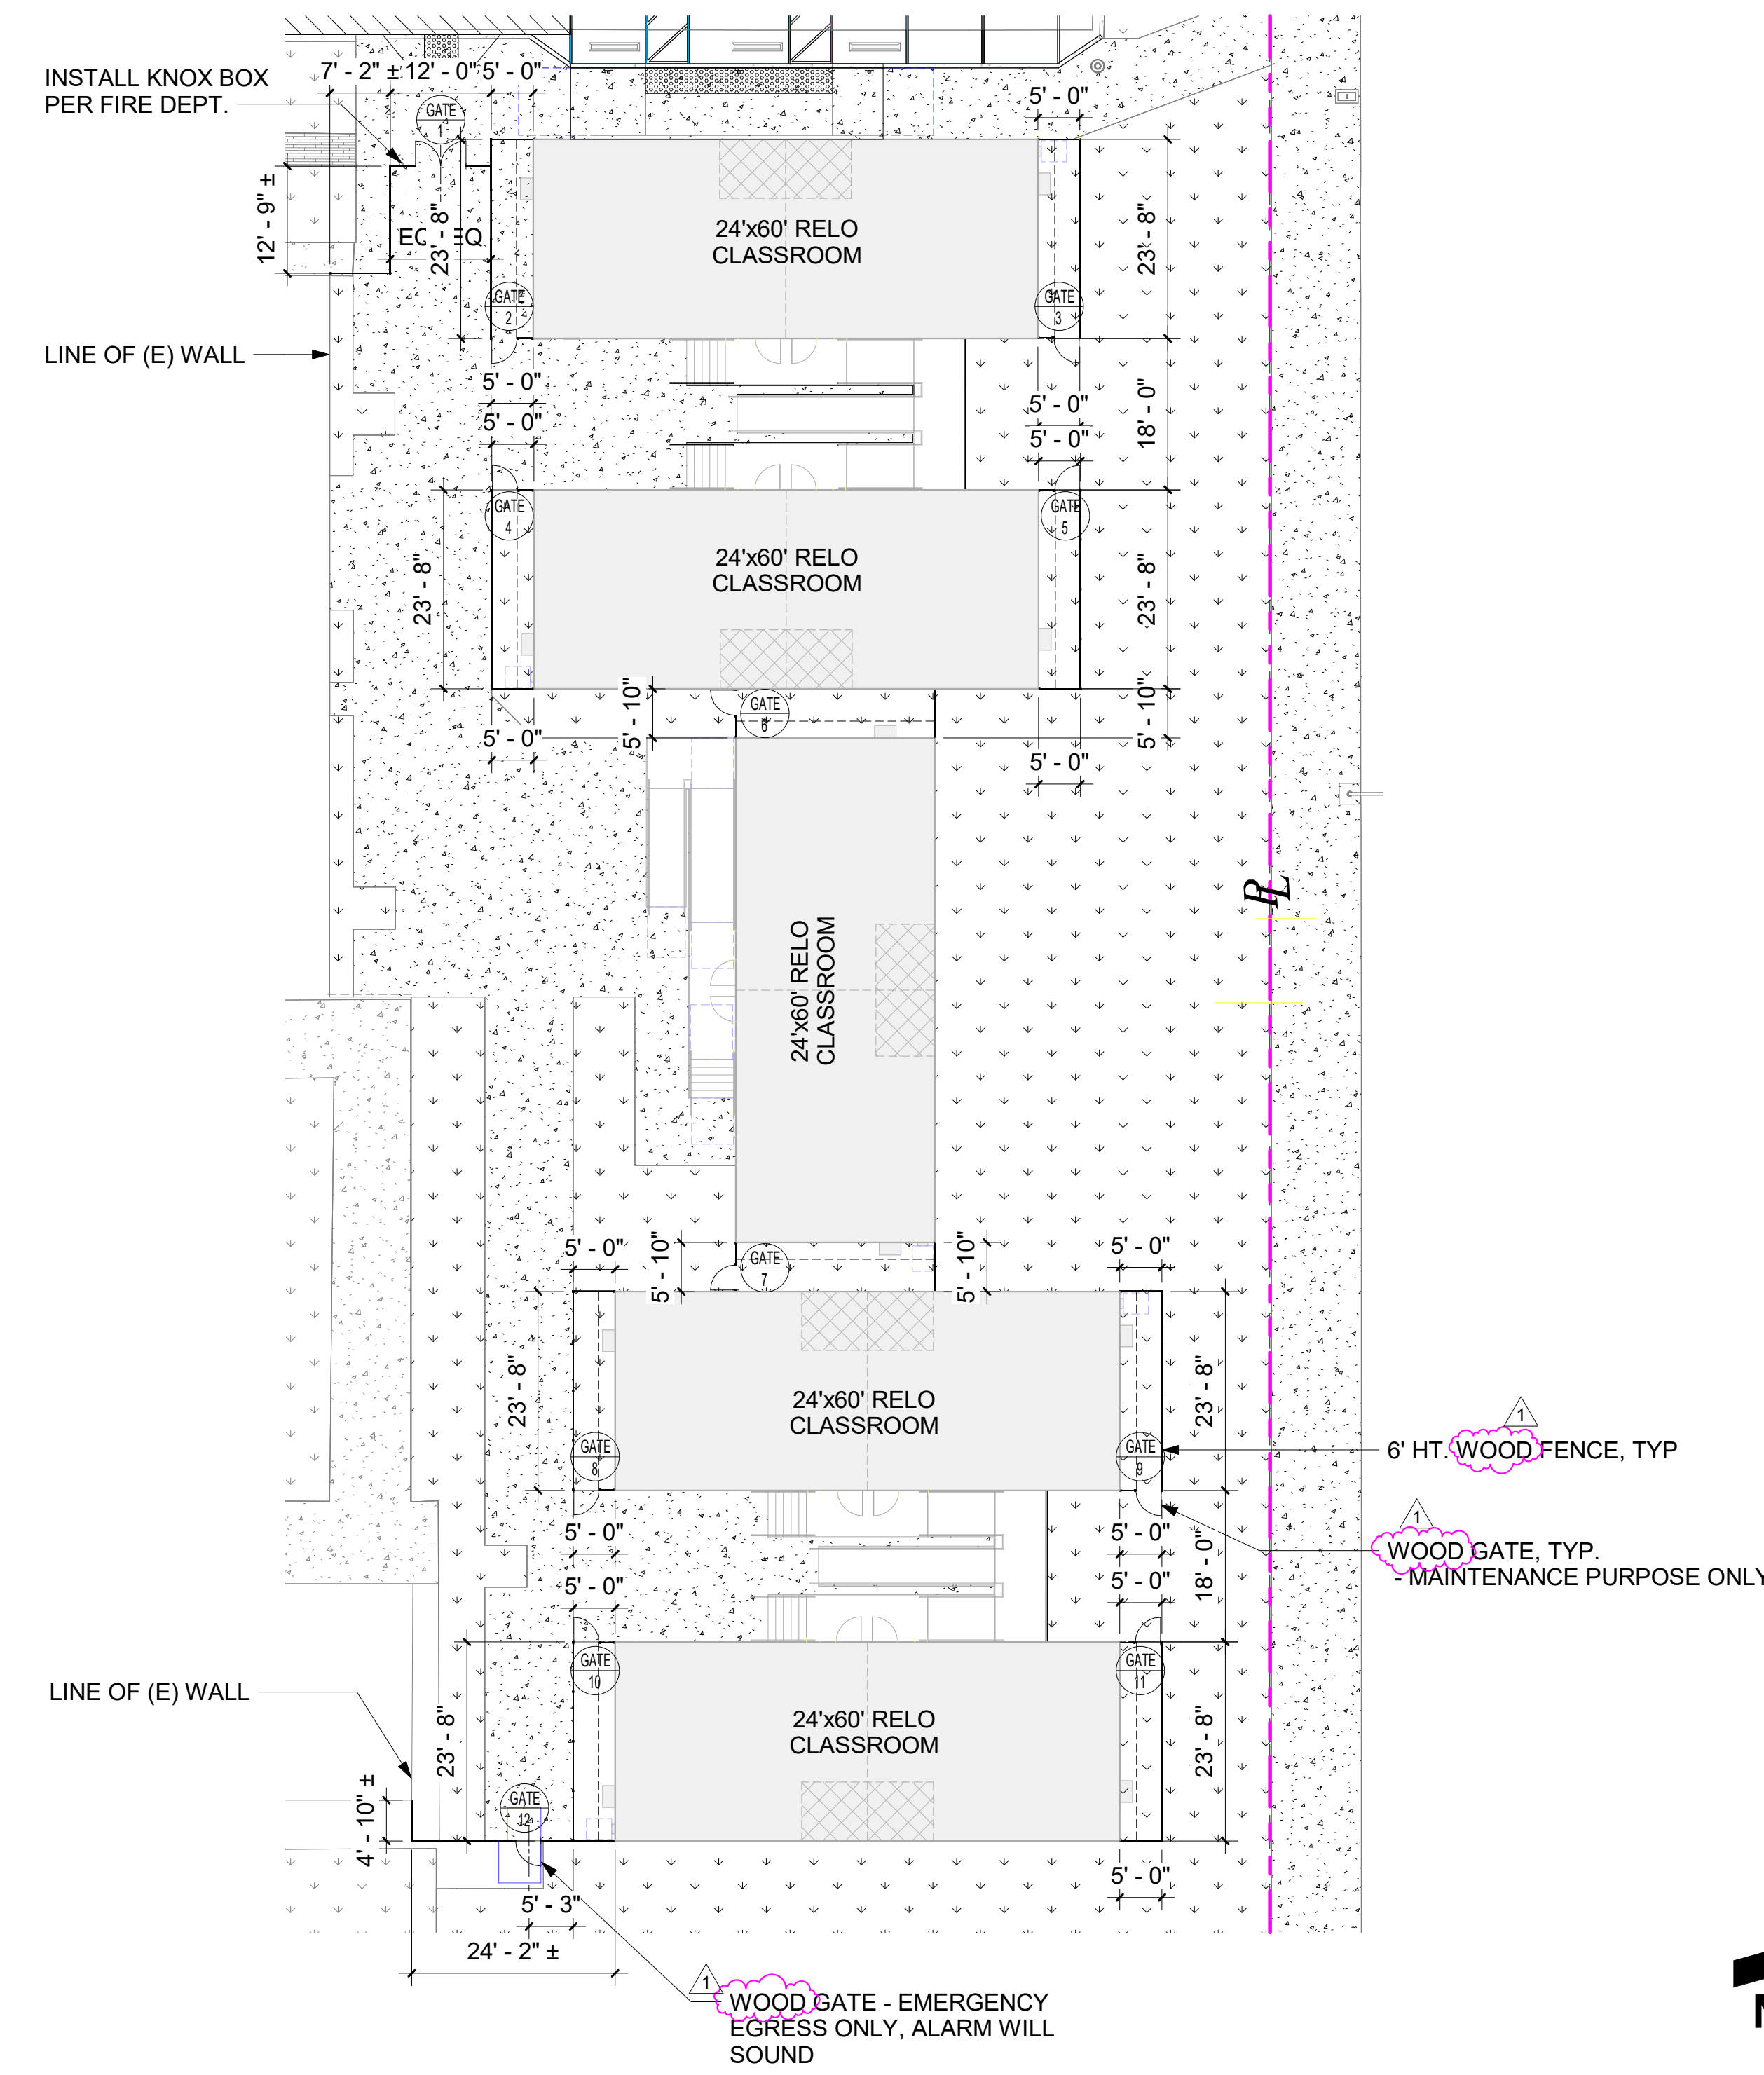 INSTALL KNOX BOX
PER FIRE DEPT.
7' - 2" ±
12' - 0"
5' - 0"
GATE
1
5' - 0"
12' - 9" ±
EQ
EQ
23' - 8"
24'x60' RELO
CLASSROOM
23' - 8"
GATE
2
GATE
3
LINE OF (E) WALL
5' - 0"
5' - 0"
5' - 0"
5' - 0"
18' - 0"
GATE
4
GATE
5
23' - 8"
24'x60' RELO
CLASSROOM
23' - 8"
5' - 0"
5' - 10"
GATE
6
5' - 10"
5' - 0"
PL
24'x60' RELO
CLASSROOM
5' - 0"
5' - 10"
GATE
7
5' - 10"
5' - 0"
23' - 8"
24'x60' RELO
CLASSROOM
23' - 8"
GATE
8
GATE
9
1
6' HT. WOOD FENCE, TYP
5' - 0"
5' - 0"
5' - 0"
5' - 0"
18' - 0"
1
WOOD GATE, TYP.
- MAINTENANCE PURPOSE ONLY
GATE
10
GATE
11
LINE OF (E) WALL
23' - 8"
24'x60' RELO
CLASSROOM
23' - 8"
GATE
12
4' - 10" ±
5' - 3"
5' - 0"
24' - 2" ±
1
WOOD GATE - EMERGENCY
EGRESS ONLY, ALARM WILL
SOUND